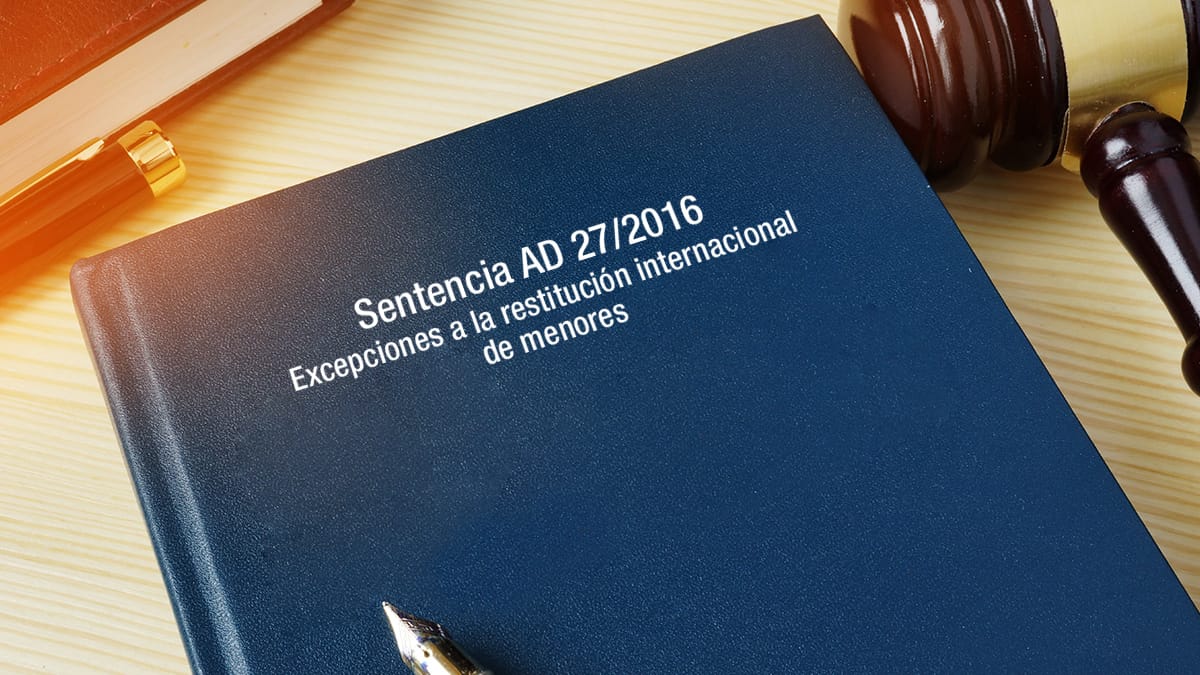 Sentencia AD 27/2016
Excepciones a la restitución internacional
de menores